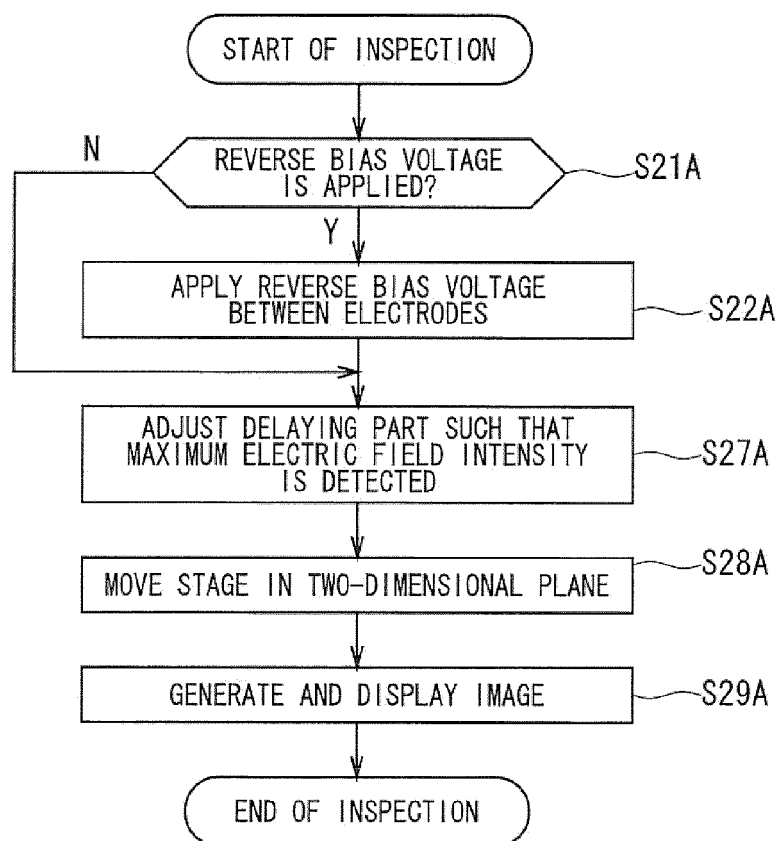 START OF INSPECTION
N
REVERSE BIAS VOLTAGE
IS APPLIED?
S21A
Y
APPLY REVERSE BIAS VOLTAGE
BETWEEN ELECTRODES
S22A
ADJUST DELAYING PART SUCH THAT
MAXIMUM ELECTRIC FIELD INTENSITY
IS DETECTED
S27A
MOVE STAGE IN TWO-DIMENSIONAL PLANE
S28A
GENERATE AND DISPLAY IMAGE
S29A
END OF INSPECTION